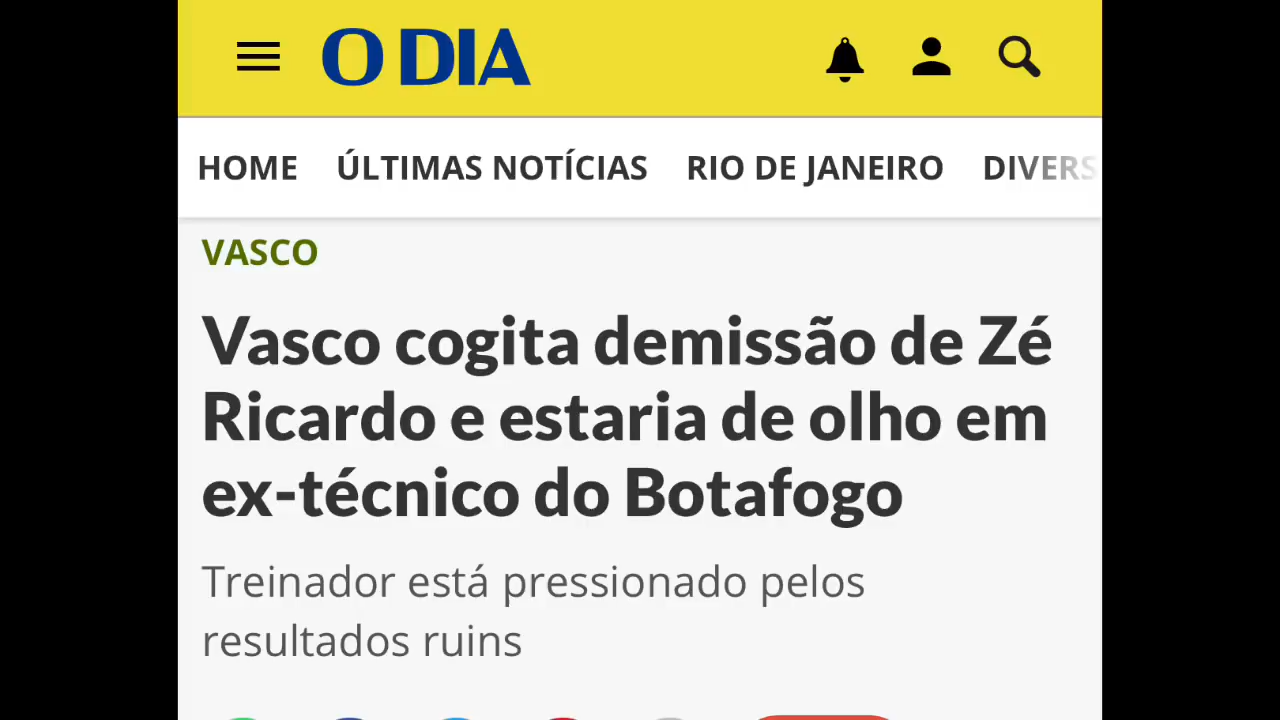 O DIA
HOME ÚLTIMAS NOTÍCIAS RIO DE JANEIRO DIVERS
VASCO
Vasco cogita demissão de Zé
Ricardo e estaria de olho em
ex-técnico do Botafogo
Treinador está pressionado pelos
resultados ruins